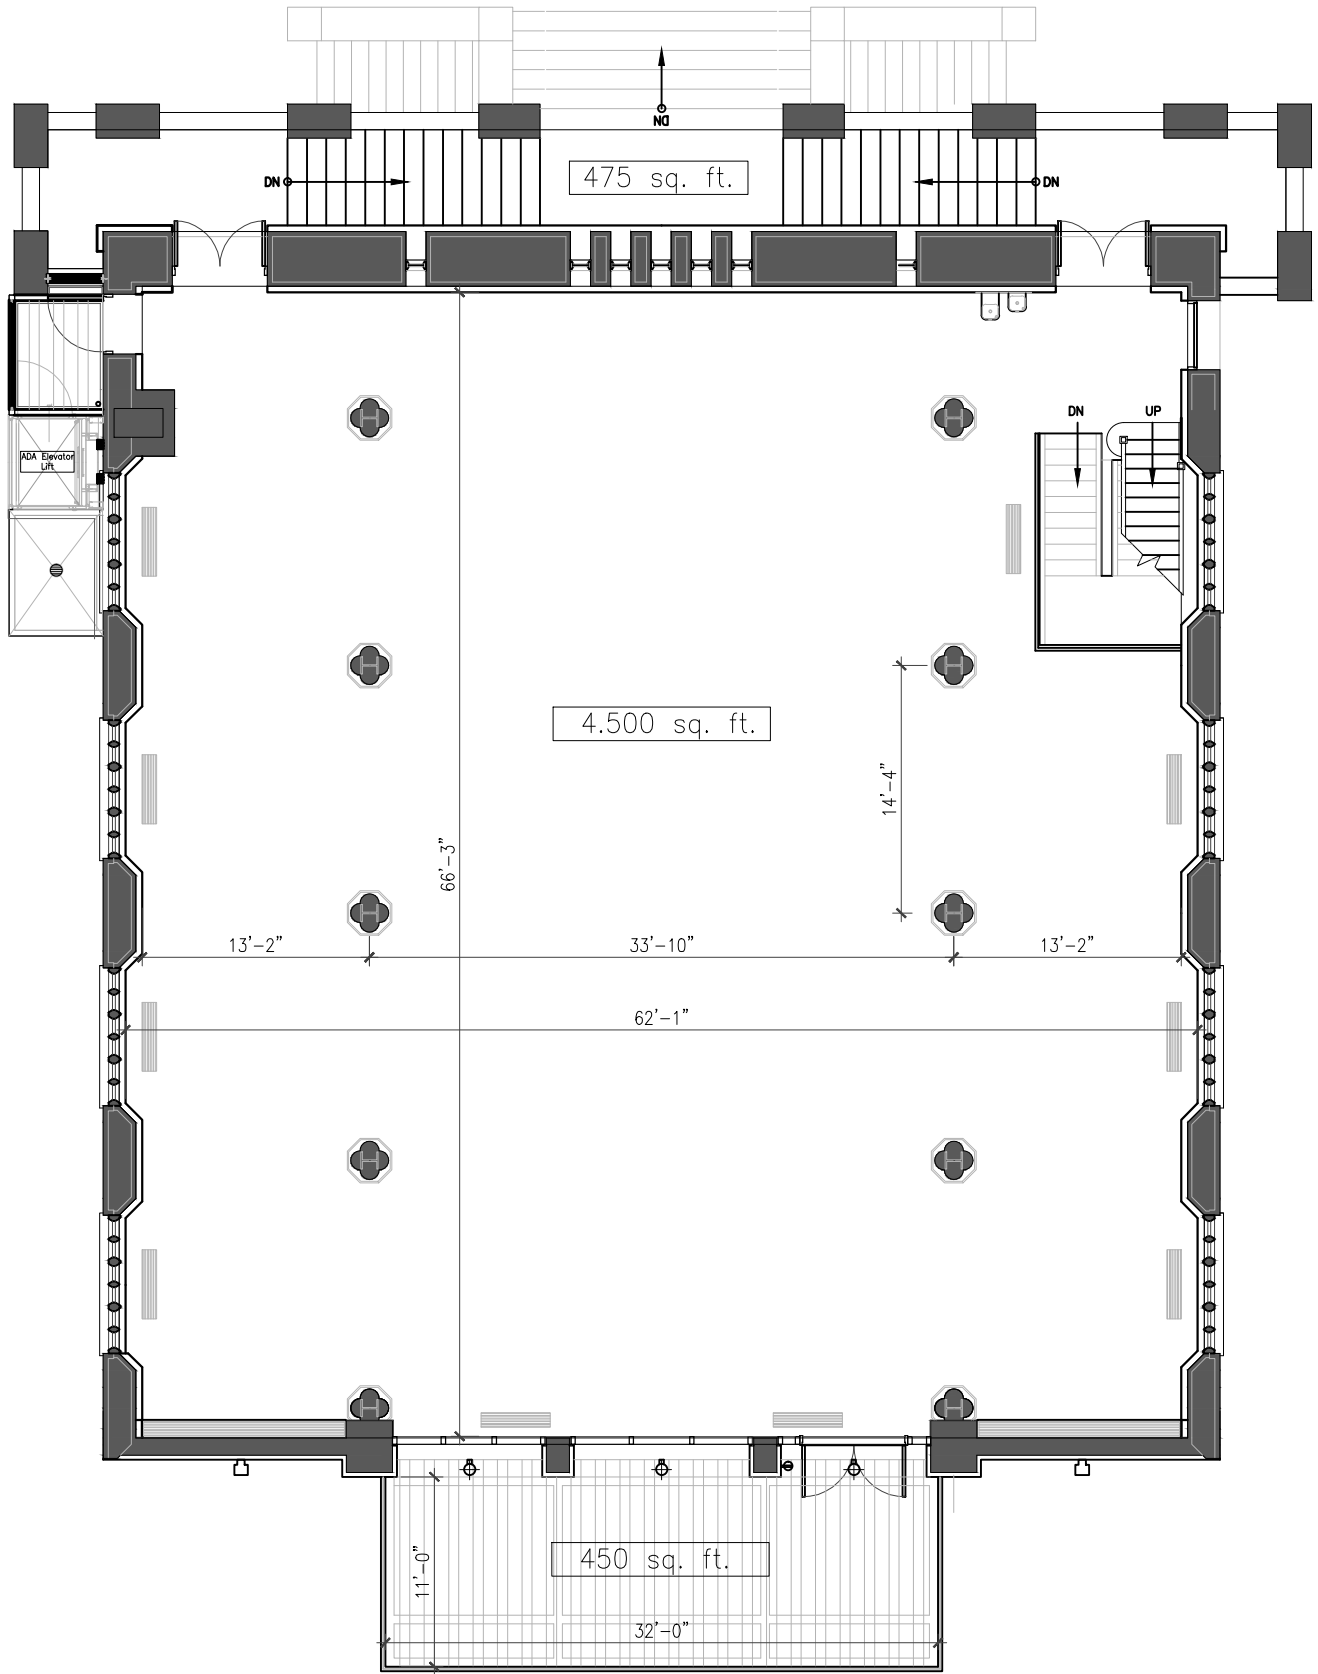 DN
475 sq. ft.
DN
DN
DN
UP
ADA Elevator
Lift
4.500 sq. ft.
14'-4"
66'-3"
13'-2"
33'-10"
13'-2"
62'-1"
450 sq. ft.
11'-0"
32'-0"